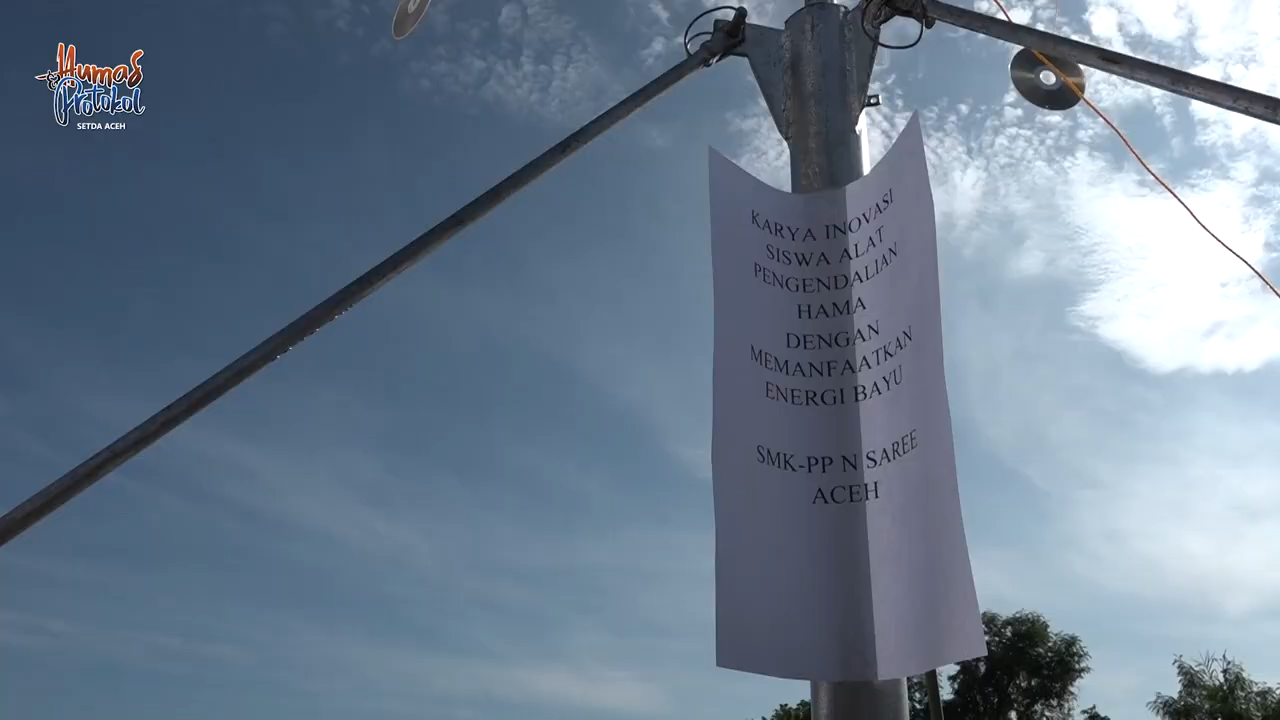 Humas
& Protokol
SETDA ACEH
KARYA INOVASI
SISWA ALAT
PENGENDALIAN
HAMA
DENGAN
MEMANFAATKAN
ENERGI BAYU
SMK-PP N SAREE
ACEH